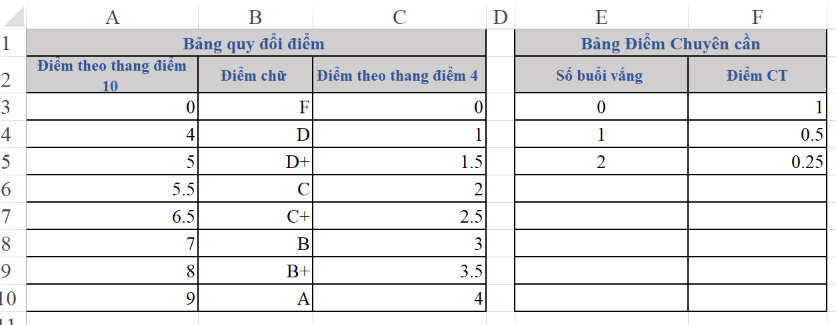 A B C D E F
1 Bảng quy đổi điểm Bảng Điểm Chuyên cần
2 Điểm theo thang điểm 10 Điểm chữ Điểm theo thang điểm 4 Số buổi vắng Điểm CT
3 0 F 0 0 1
4 4 D 1 1 0.5
5 5 D+ 1.5 2 0.25
6 5.5 C 2
7 6.5 C+ 2.5
8 7 B 3
9 8 B+ 3.5
10 9 A 4
11